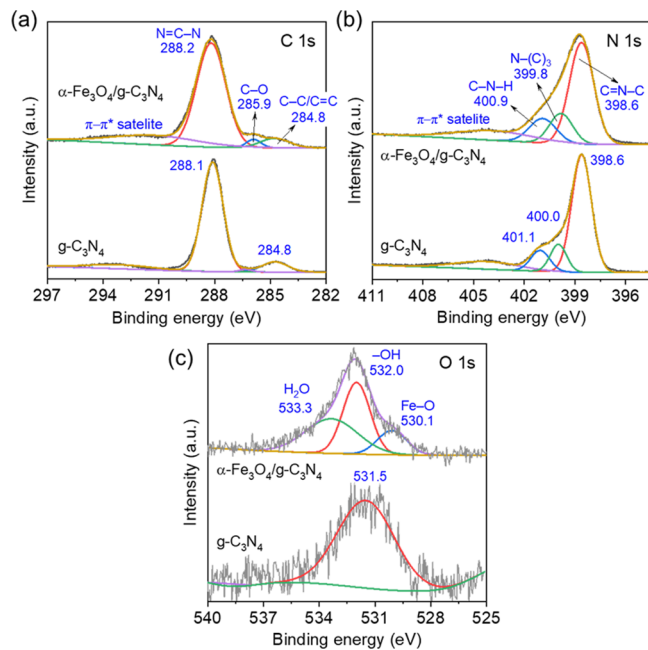 (a)
C 1s
N=C–N
288.2
α-Fe₃O₄/g-C₃N₄
C–O
285.9
C–C/C=C
284.8
π–π* satelite
288.1
g-C₃N₄
284.8
297 294 291 288 285 282
Binding energy (eV)
Intensity (a.u.)
(b)
N 1s
N–(C)₃
399.8
C–N–H
400.9
C=N–C
398.6
π–π* satelite
α-Fe₃O₄/g-C₃N₄
398.6
400.0
401.1
g-C₃N₄
411 408 405 402 399 396
Binding energy (eV)
Intensity (a.u.)
(c)
O 1s
–OH
532.0
H₂O
533.3
Fe–O
530.1
α-Fe₃O₄/g-C₃N₄
531.5
g-C₃N₄
540 537 534 531 528 525
Binding energy (eV)
Intensity (a.u.)